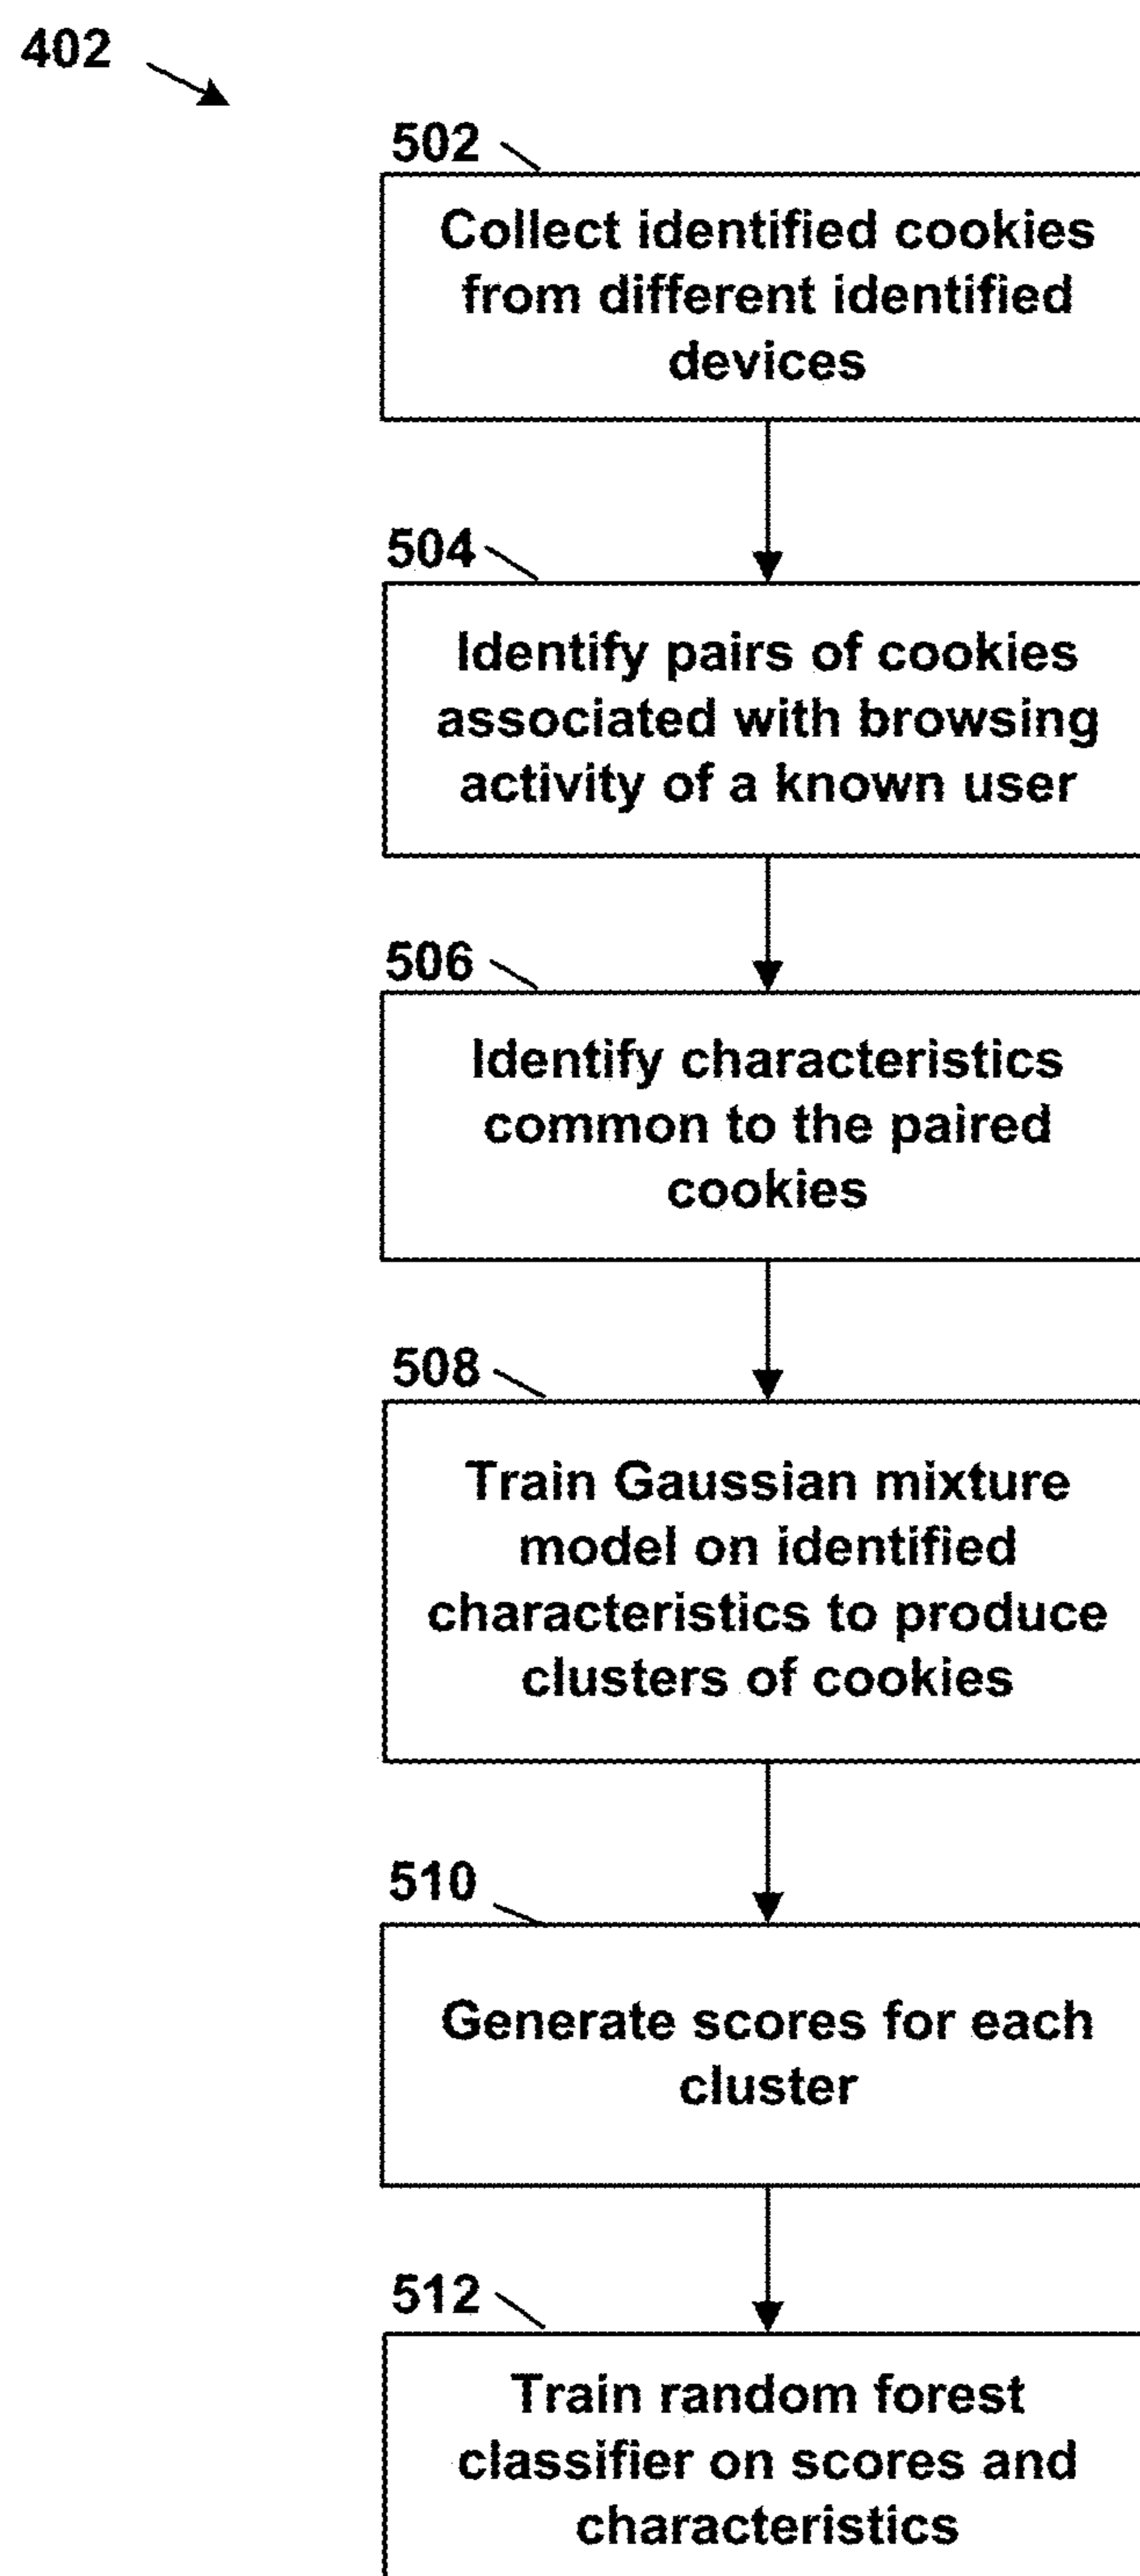 402
502
Collect identified cookies
from different identified
devices
504
Identify pairs of cookies
associated with browsing
activity of a known user
506
Identify characteristics
common to the paired
cookies
508
Train Gaussian mixture
model on identified
characteristics to produce
clusters of cookies
510
Generate scores for each
cluster
512
Train random forest
classifier on scores and
characteristics